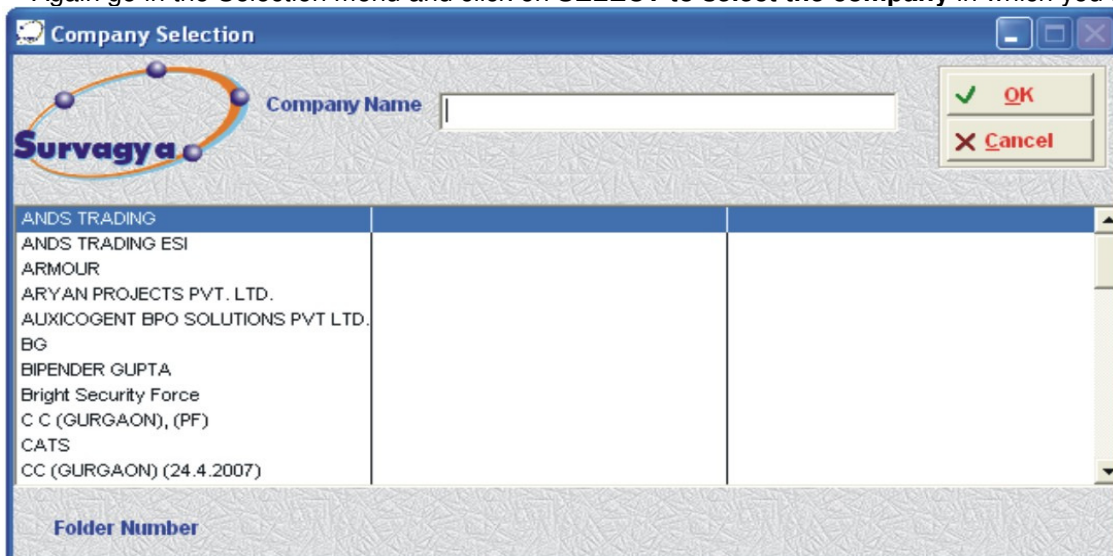 Again go in the Selection menu and click on SELECT to select the company in which you
Company Selection
Survagya
Company Name
OK
Cancel
ANDS TRADING
ANDS TRADING ESI
ARMOUR
ARYAN PROJECTS PVT. LTD.
AUXICOGENT BPO SOLUTIONS PVT LTD.
BG
BIPENDER GUPTA
Bright Security Force
C C (GURGAON), (PF)
CATS
CC (GURGAON) (24.4.2007)
Folder Number